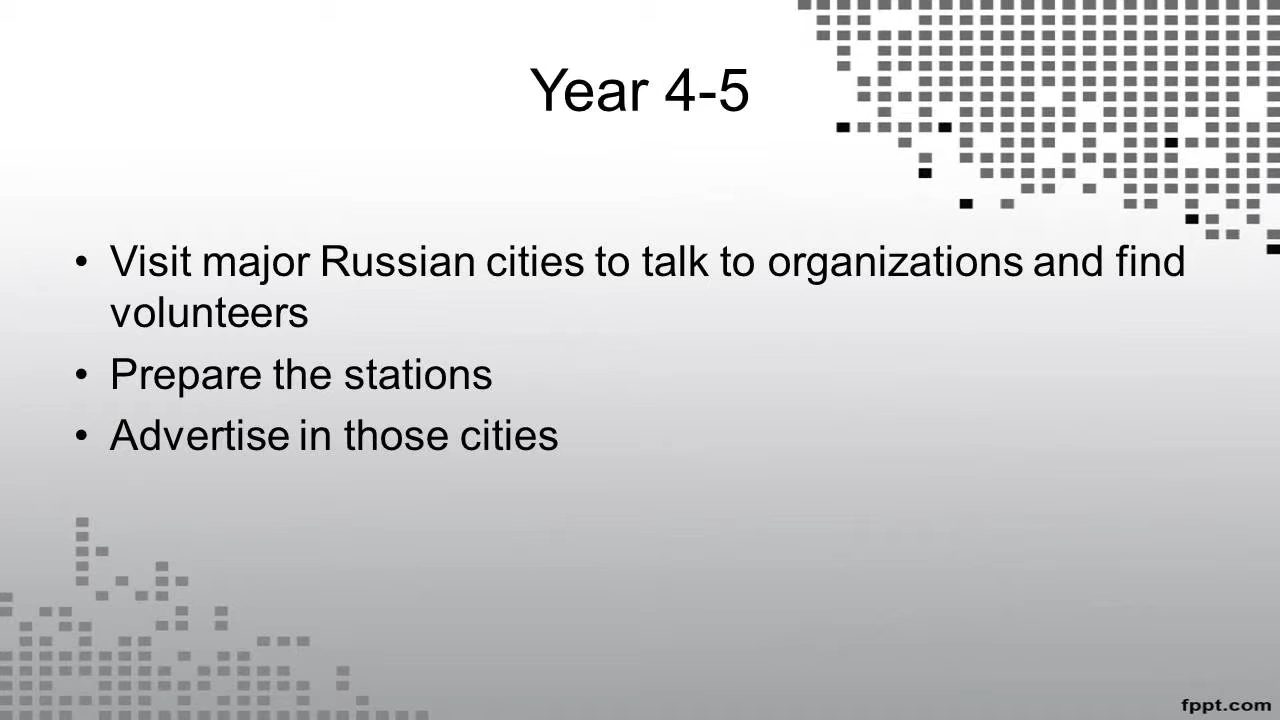 Year 4-5
• Visit major Russian cities to talk to organizations and find
volunteers
• Prepare the stations
• Advertise in those cities
fppt.com